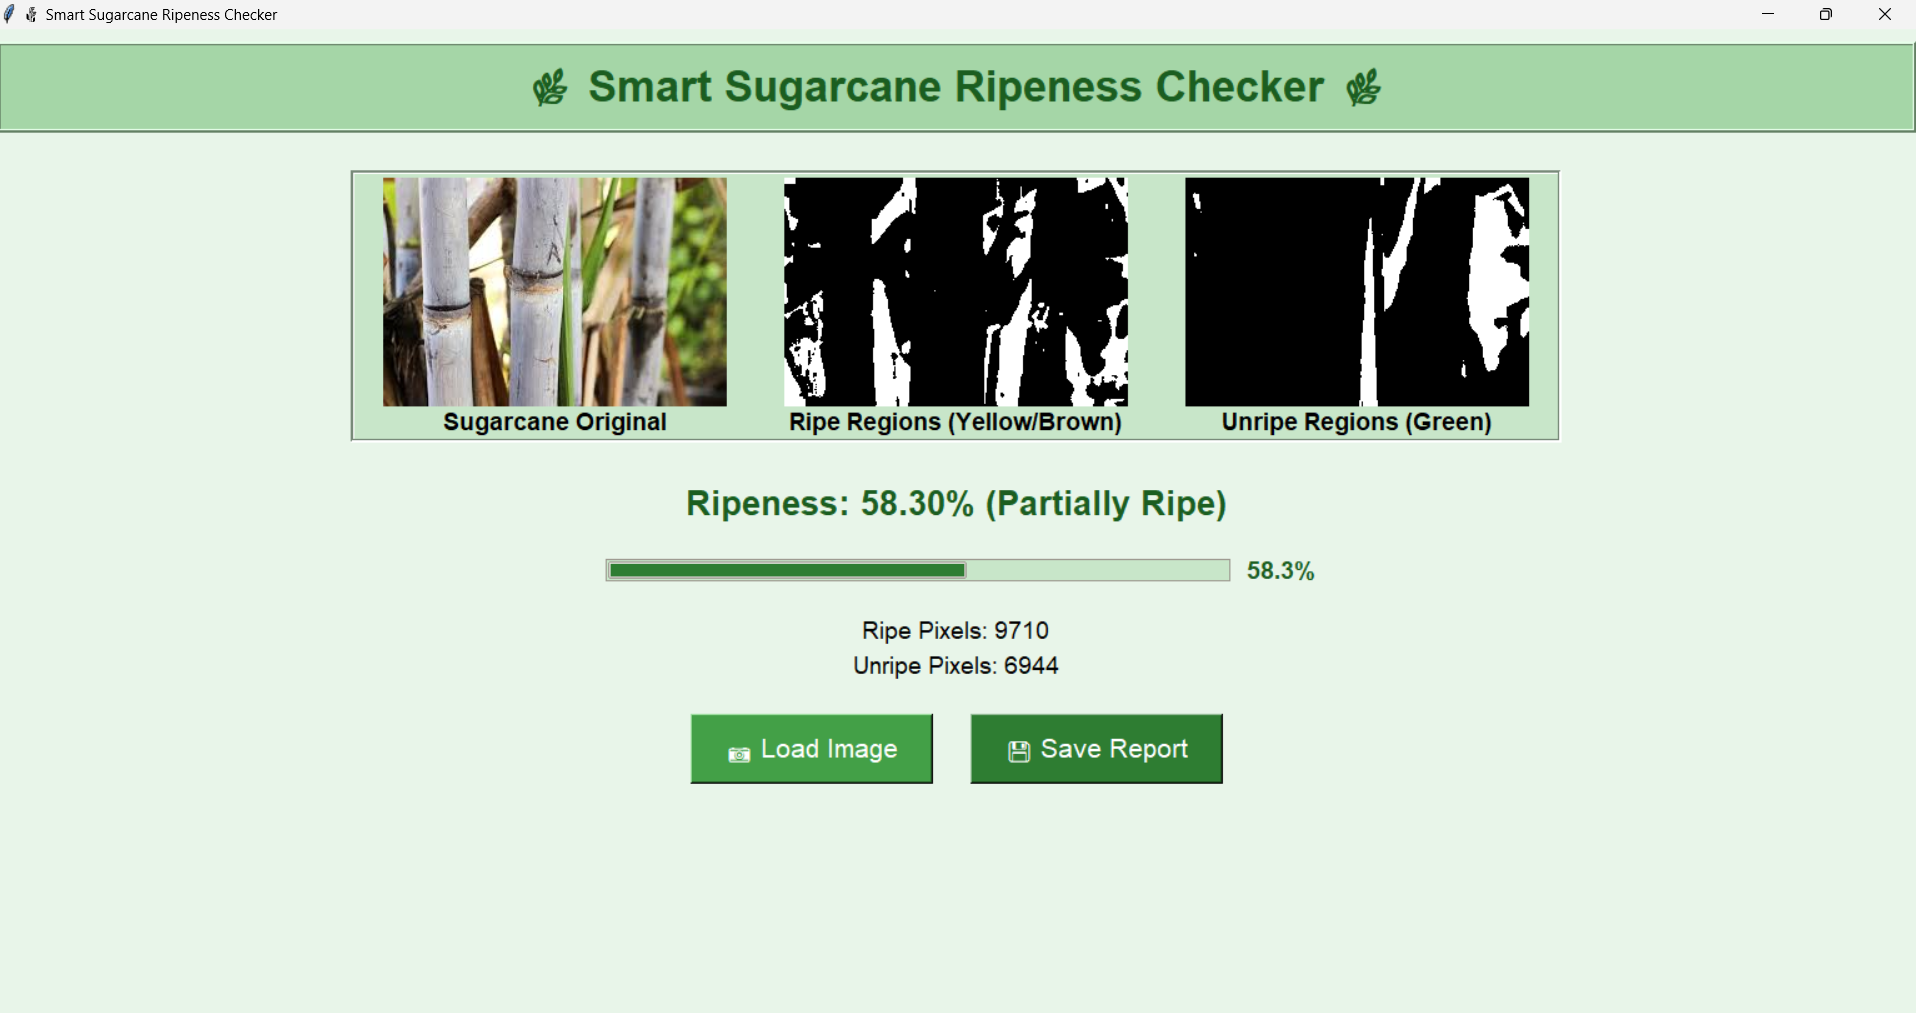 Smart Sugarcane Ripeness Checker
Smart Sugarcane Ripeness Checker
Sugarcane Original
Ripe Regions (Yellow/Brown)
Unripe Regions (Green)
Ripeness: 58.30% (Partially Ripe)
58.3%
Ripe Pixels: 9710
Unripe Pixels: 6944
Load Image
Save Report